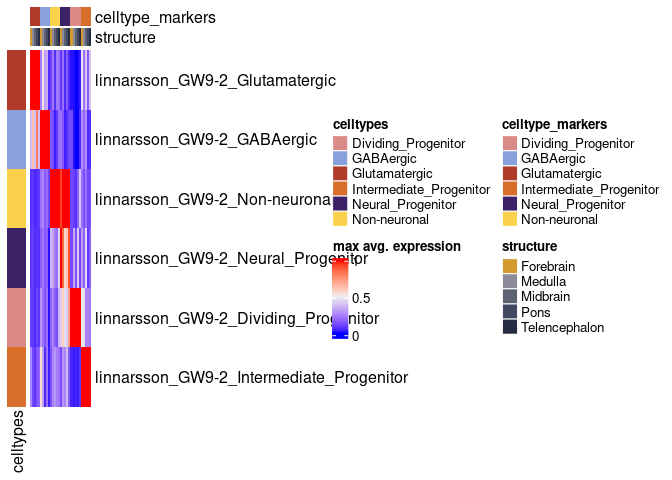 celltype_markers
structure
linnarsson_GW9-2_Glutamatergic
linnarsson_GW9-2_GABAergic
linnarsson_GW9-2_Non-neuronal
linnarsson_GW9-2_Neural_Progenitor
linnarsson_GW9-2_Dividing_Progenitor
linnarsson_GW9-2_Intermediate_Progenitor
celltypes
celltypes
Dividing_Progenitor
GABAergic
Glutamatergic
Intermediate_Progenitor
Neural_Progenitor
Non-neuronal
max avg. expression
1
0.5
0
celltype_markers
Dividing_Progenitor
GABAergic
Glutamatergic
Intermediate_Progenitor
Neural_Progenitor
Non-neuronal
structure
Forebrain
Medulla
Midbrain
Pons
Telencephalon